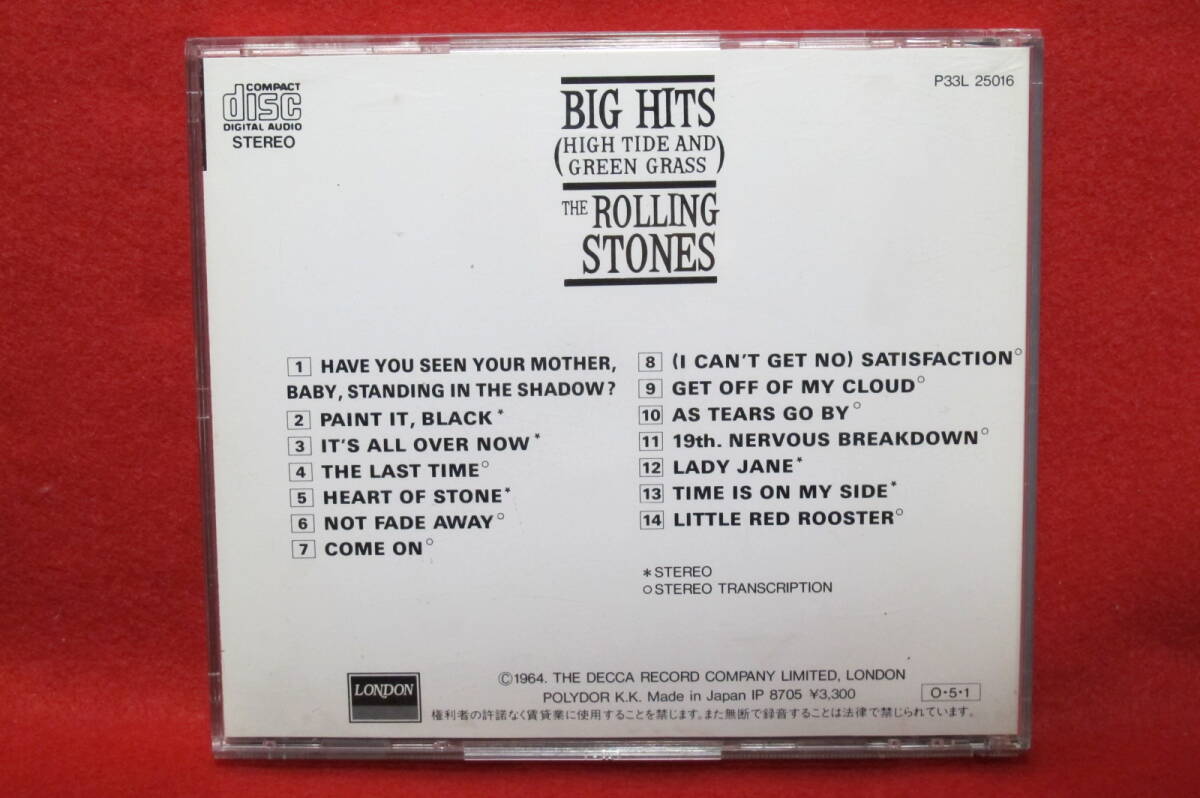 COMPACT
disc
DIGITAL AUDIO
STEREO
P33L 25016
BIG HITS
(HIGH TIDE AND
GREEN GRASS)
THE ROLLING
STONES
1 HAVE YOU SEEN YOUR MOTHER,
BABY, STANDING IN THE SHADOW?
2 PAINT IT, BLACK*
3 IT'S ALL OVER NOW*
4 THE LAST TIME○
5 HEART OF STONE*
6 NOT FADE AWAY○
7 COME ON○
8 (I CAN'T GET NO) SATISFACTION○
9 GET OFF OF MY CLOUD○
10 AS TEARS GO BY○
11 19th. NERVOUS BREAKDOWN○
12 LADY JANE*
13 TIME IS ON MY SIDE*
14 LITTLE RED ROOSTER○
*STEREO
○STEREO TRANSCRIPTION
LONDON
©1964. THE DECCA RECORD COMPANY LIMITED, LONDON
POLYDOR K.K. Made in Japan IP 8705 ¥3,300
O・5・1
権利者の許諾なく賃貸業に使用することを禁じます。また無断で録音することは法律で禁じられています。